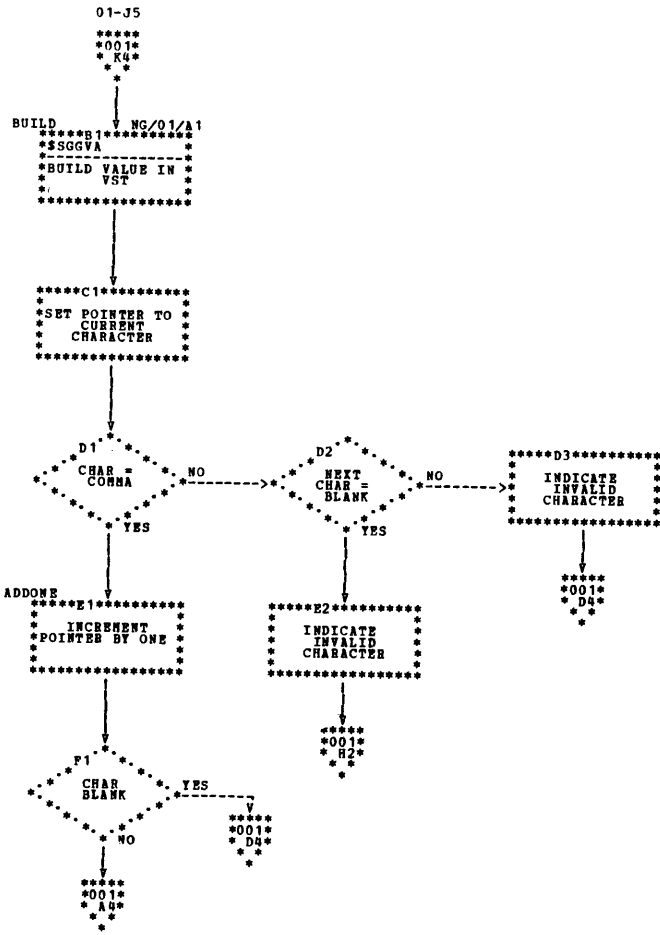 01-J5
*001*
K4
BUILD NG/01/A1
B1
*$SGGVA
BUILD VALUE IN
VST
C1
SET POINTER TO
CURRENT
CHARACTER
D1
CHAR =
COMMA
NO
YES
D2
NEXT
CHAR =
BLANK
NO
YES
D3
INDICATE
INVALID
CHARACTER
*001*
D4
ADDONE
E1
INCREMENT
POINTER BY ONE
E2
INDICATE
INVALID
CHARACTER
*001*
H2
F1
CHAR
BLANK
YES
NO
*001*
D4
*001*
A4